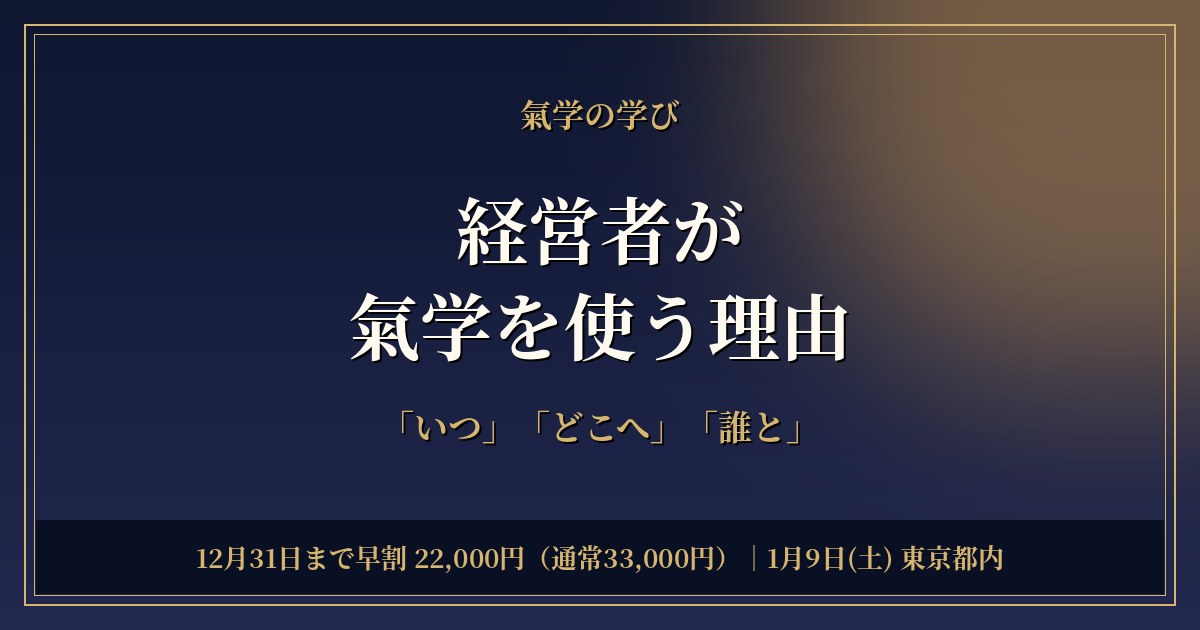 氣学の学び
経営者が
氣学を使う理由
「いつ」「どこへ」「誰と」
12月31日まで早割 22,000円（通常33,000円）｜1月9日(土) 東京都内